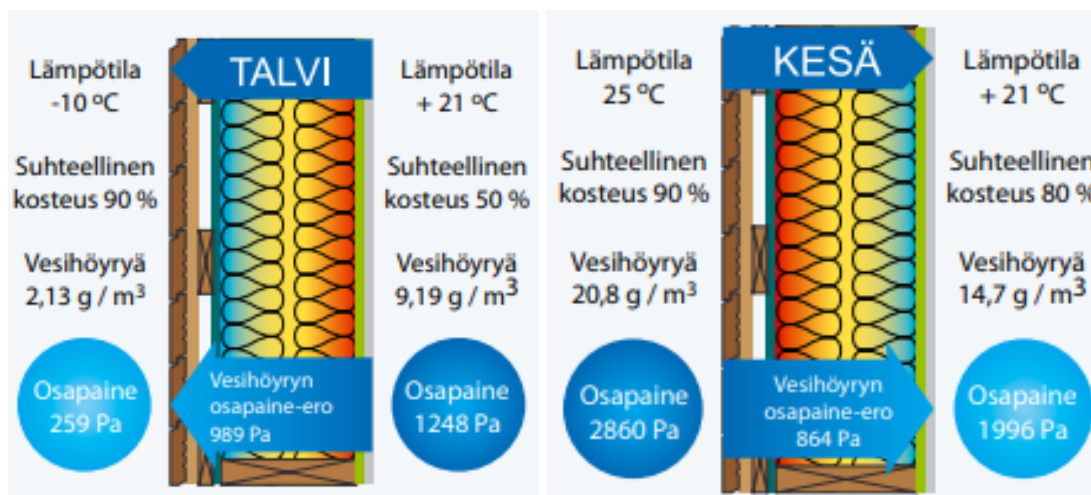 TALVI
Lämpötila
-10 ºC
Suhteellinen
kosteus 90 %
Vesihöyryä
2,13 g / m³
Osapaine
259 Pa
Vesihöyryn
osapaine-ero
989 Pa
Lämpötila
+ 21 ºC
Suhteellinen
kosteus 50 %
Vesihöyryä
9,19 g / m³
Osapaine
1248 Pa
KESÄ
Lämpötila
25 ºC
Suhteellinen
kosteus 90 %
Vesihöyryä
20,8 g / m³
Osapaine
2860 Pa
Vesihöyryn
osapaine-ero
864 Pa
Lämpötila
+ 21 ºC
Suhteellinen
kosteus 80 %
Vesihöyryä
14,7 g / m³
Osapaine
1996 Pa